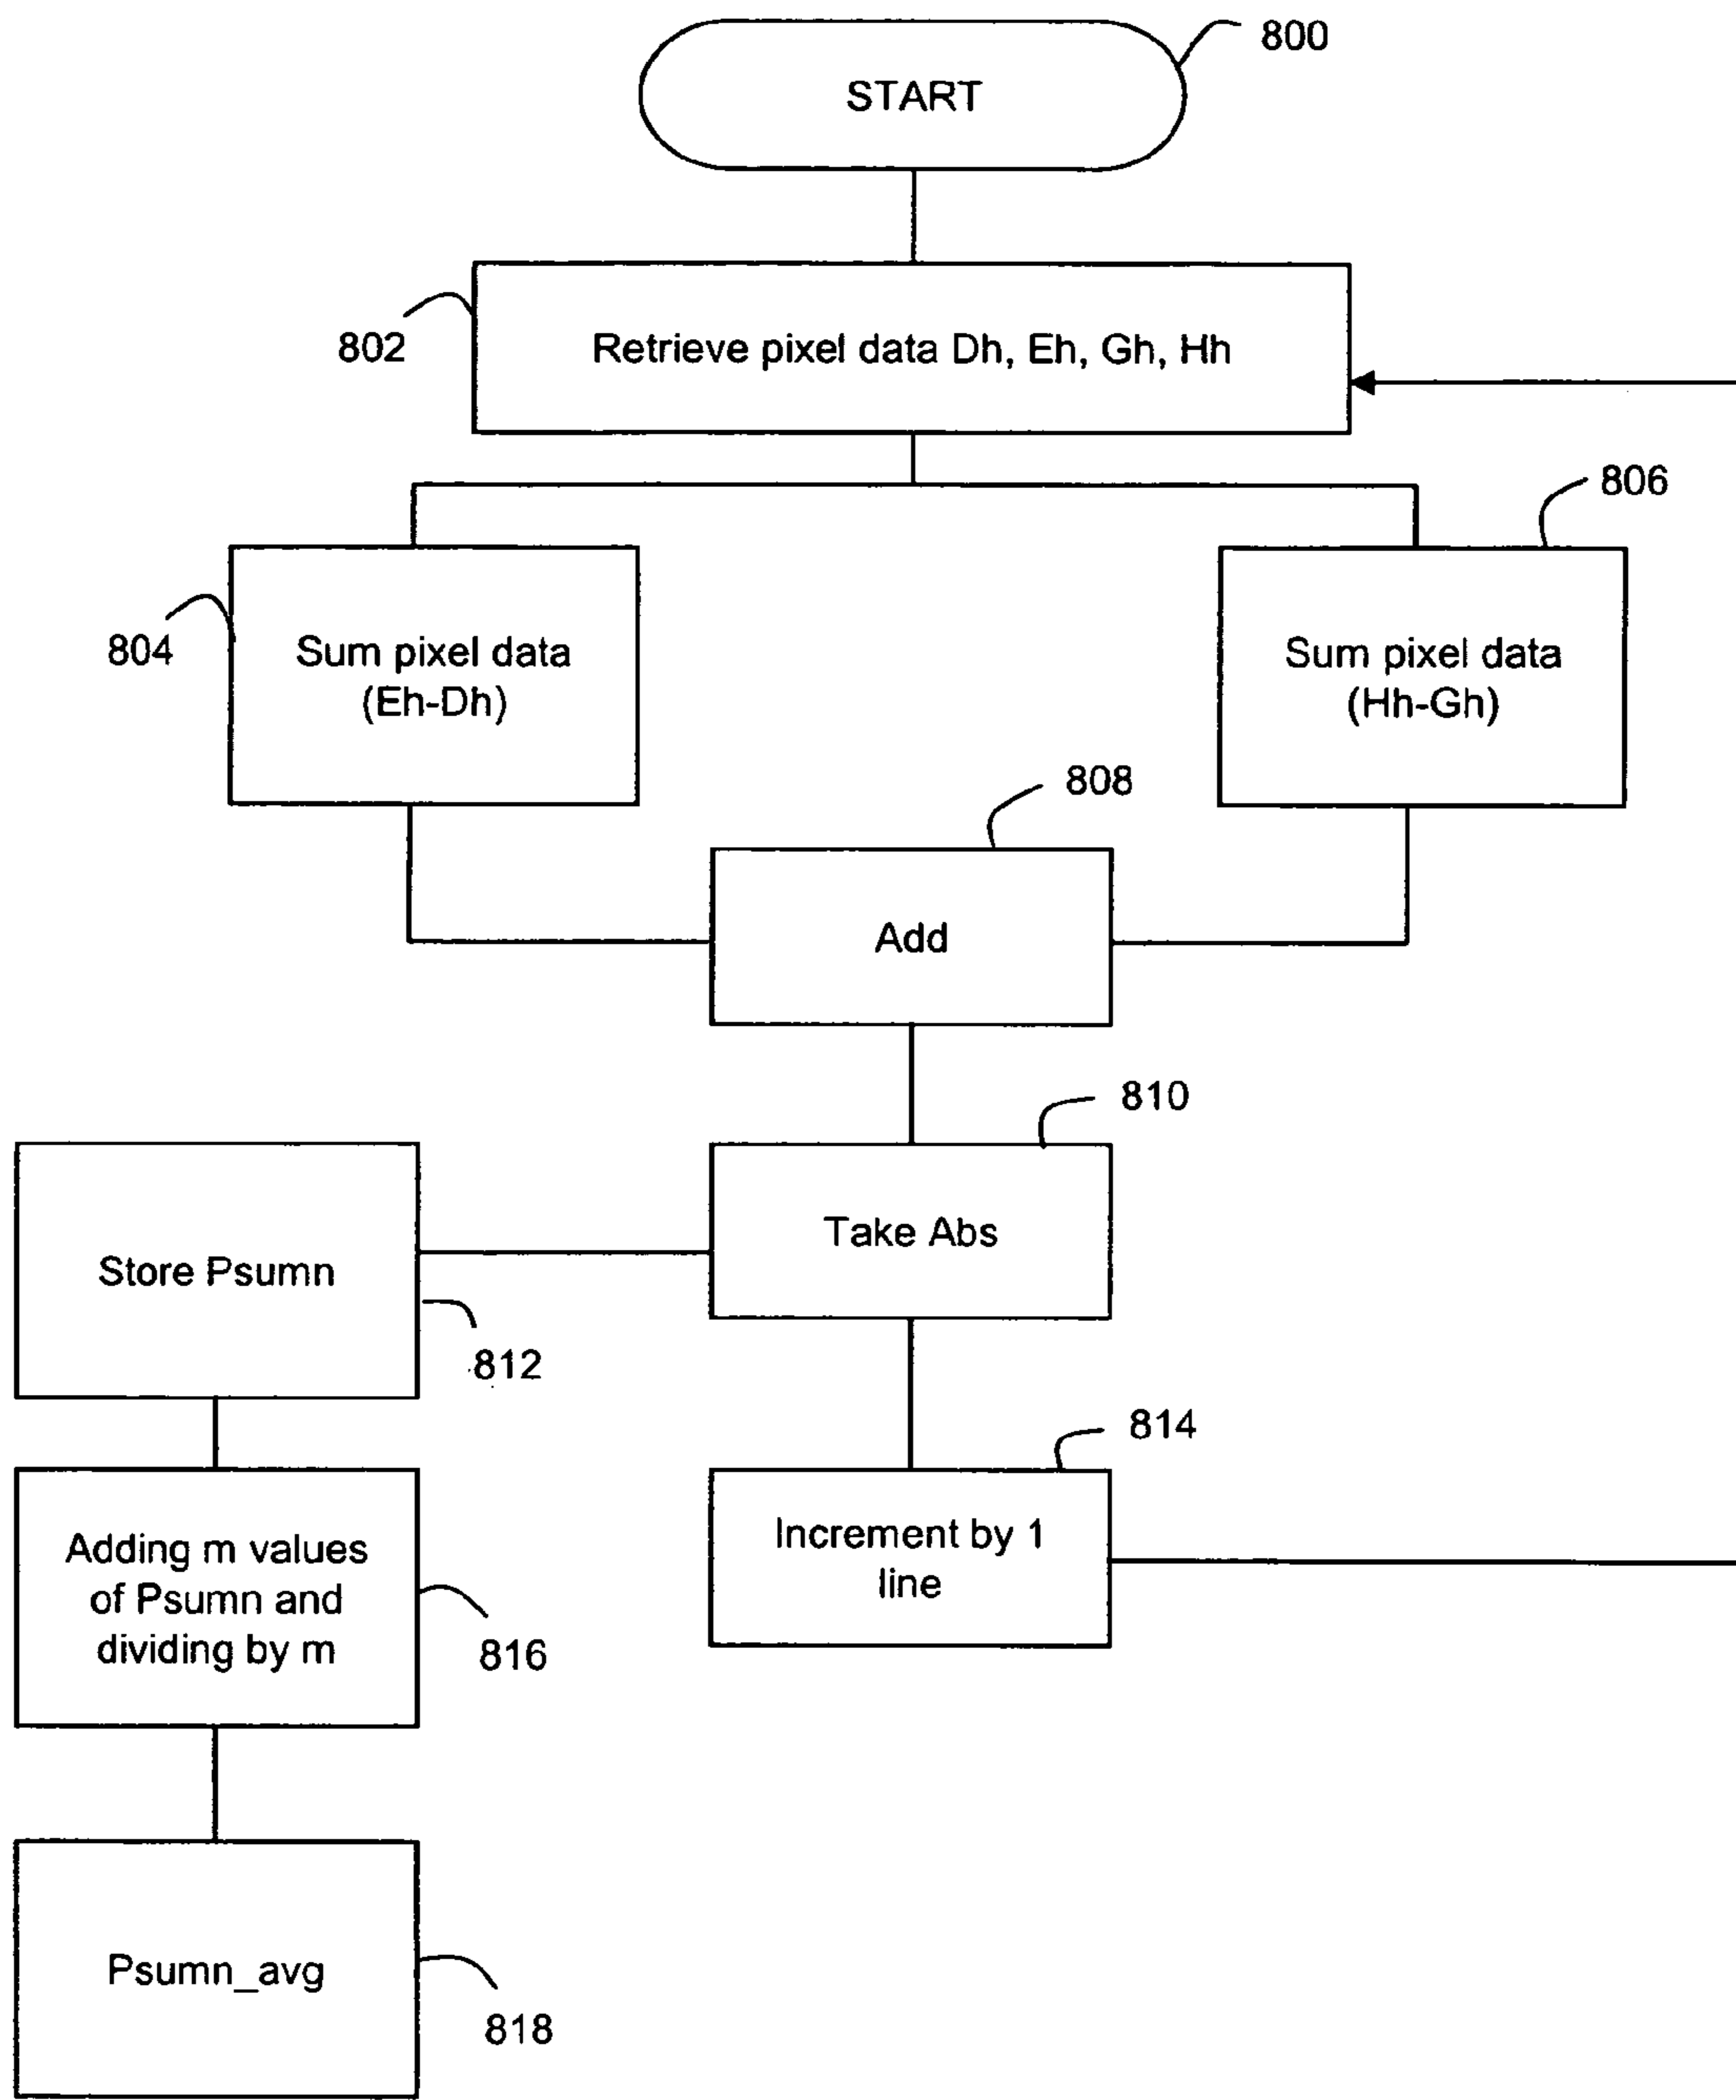 800
START
802
Retrieve pixel data Dh, Eh, Gh, Hh
806
804
Sum pixel data
(Eh-Dh)
Sum pixel data
(Hh-Gh)
808
Add
810
Take Abs
Store Psumn
812
814
Increment by 1
line
Adding m values
of Psumn and
dividing by m
816
Psumn_avg
818